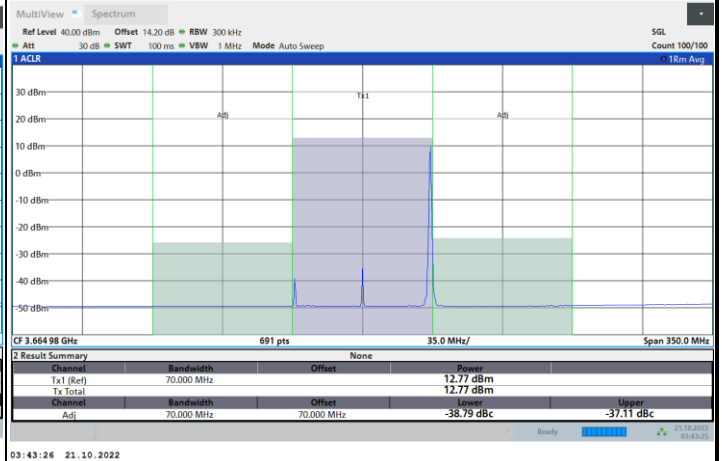 MultiView Spectrum
Ref Level 40.00 dBm Offset 14.20 dB RBW 300 kHz SGL
Att 30 dB SWT 100 ms VBW 1 MHz Mode Auto Sweep Count 100/100
1 ACLR 1Rm Avg
30 dBm
Tx1
20 dBm Adj Adj
10 dBm
0 dBm
-10 dBm
-20 dBm
-30 dBm
-40 dBm
-50 dBm
CF 3.664 98 GHz 691 pts 35.0 MHz/ Span 350.0 MHz
2 Result Summary None
Channel Bandwidth Offset Power
Tx1 (Ref) 70.000 MHz 12.77 dBm
Tx Total 12.77 dBm
Channel Bandwidth Offset Lower Upper
Adj 70.000 MHz 70.000 MHz -38.79 dBc -37.11 dBc
Ready 21.10.2022
03:43:25
03:43:26 21.10.2022